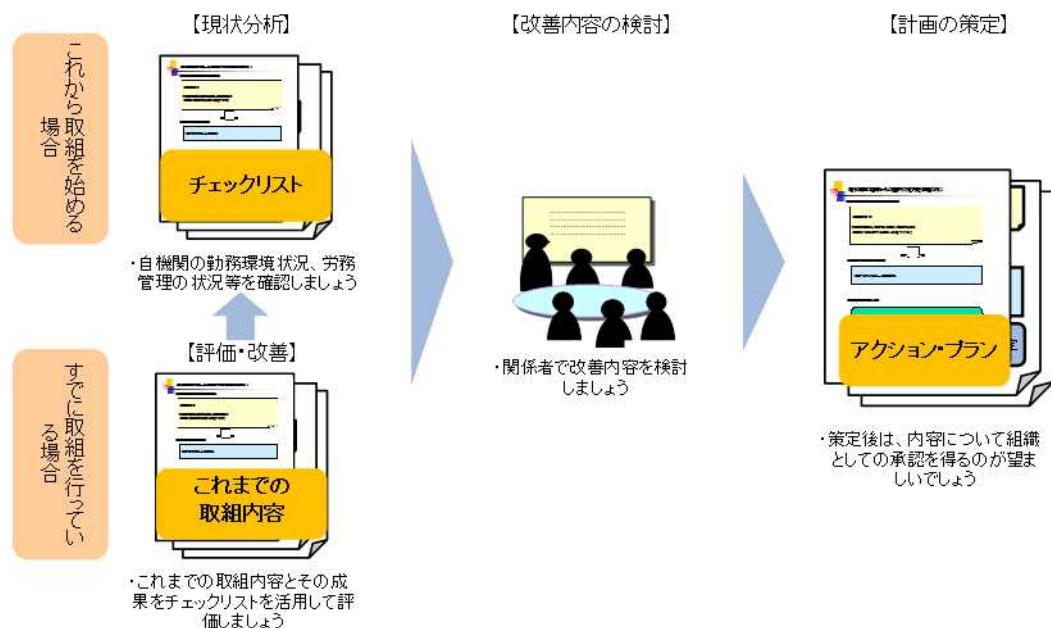 【現状分析】
【改善内容の検討】
【計画の策定】
これから取組を始める
場合
チェックリスト
・自機関の勤務環境状況、労務
管理の状況等を確認しましょう
【評価・改善】
すでに取組を行ってい
る場合
これまでの
取組内容
・これまでの取組内容とその成
果をチェックリストを活用して評
価しましょう
・関係者で改善内容を検討
しましょう
アクション・プラン
定
・策定後は、内容について組織
としての承認を得るのが望ま
しいでしょう